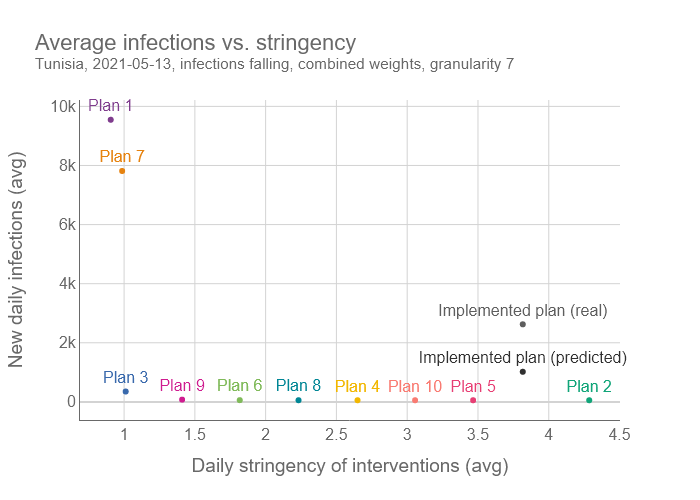 Average infections vs. stringency
Tunisia, 2021-05-13, infections falling, combined weights, granularity 7
New daily infections (avg)
10k
8k
6k
4k
2k
0
Plan 1
Plan 7
Implemented plan (real)
Implemented plan (predicted)
Plan 3
Plan 9
Plan 6
Plan 8
Plan 4
Plan 10
Plan 5
Plan 2
1
1.5
2
2.5
3
3.5
4
4.5
Daily stringency of interventions (avg)